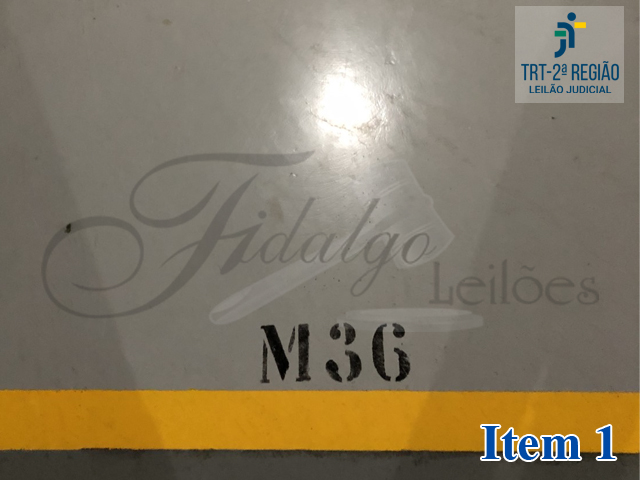 TRT-2ª REGIÃO
LEILÃO JUDICIAL
Fidalgo
Leilões
M36
Item 1